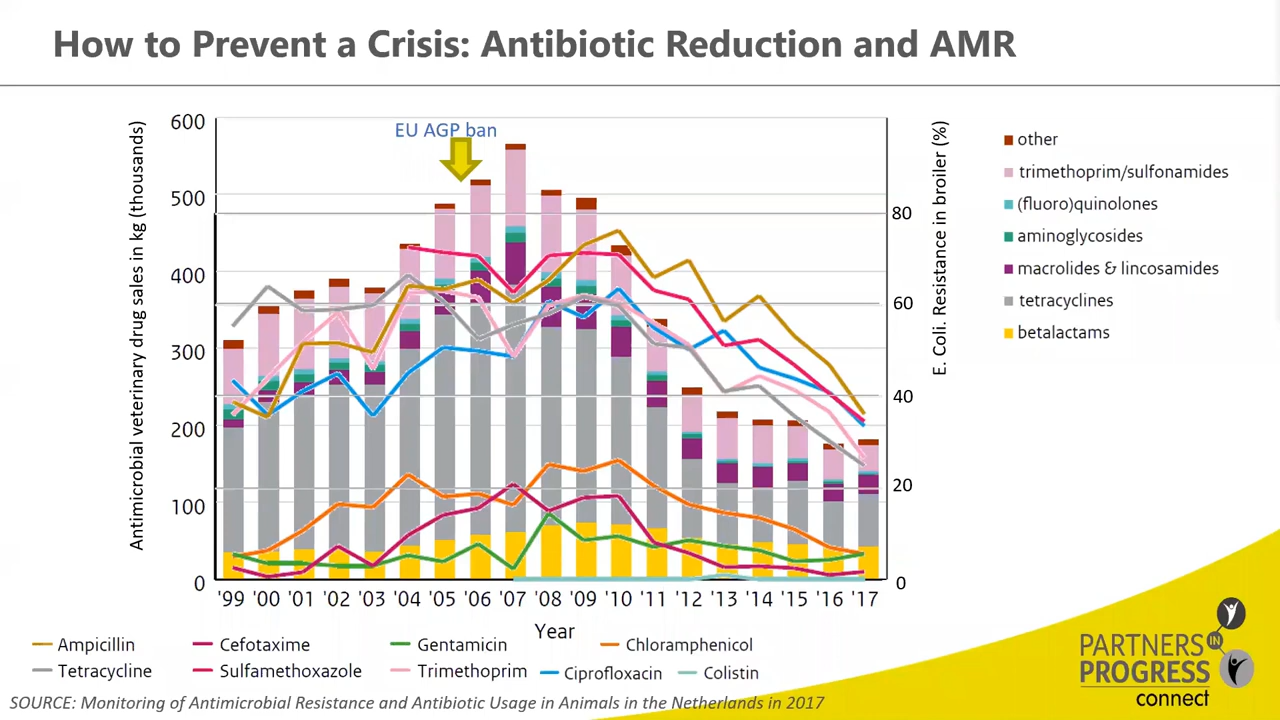 How to Prevent a Crisis: Antibiotic Reduction and AMR
EU AGP ban
Antimicrobial veterinary drug sales in kg (thousands)
600
500
400
300
200
100
0
80
60
40
20
0
E. Coli. Resistance in broiler (%)
'99 '00 '01 '02 '03 '04 '05 '06 '07 '08 '09 '10 '11 '12 '13 '14 '15 '16 '17
Year
other
trimethoprim/sulfonamides
(fluoro)quinolones
aminoglycosides
macrolides & lincosamides
tetracyclines
betalactams
Ampicillin Cefotaxime Gentamicin Chloramphenicol
Tetracycline Sulfamethoxazole Trimethoprim Ciprofloxacin Colistin
SOURCE: Monitoring of Antimicrobial Resistance and Antibiotic Usage in Animals in the Netherlands in 2017
PARTNERS IN
PROGRESS
connect